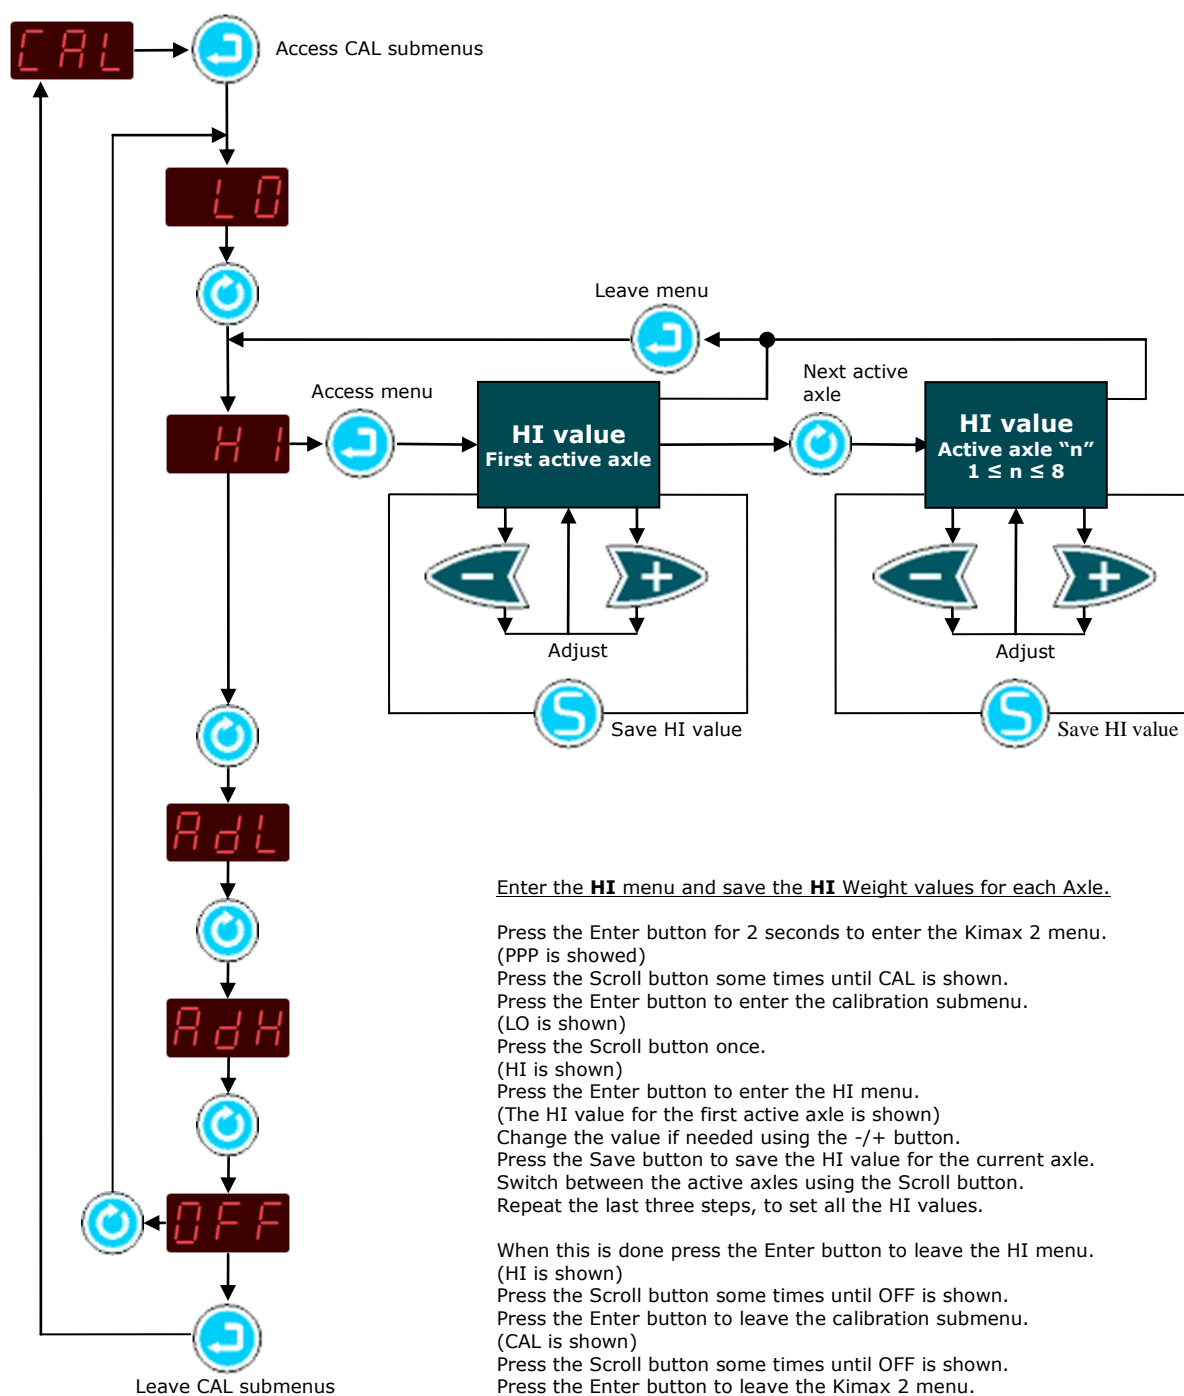 CAL
Access CAL submenus
LO
Leave menu
Next active
axle
Access menu
HI
HI value
First active axle
HI value
Active axle “n”
1 ≤ n ≤ 8
- +
- +
Adjust
Adjust
S
Save HI value
S
Save HI value
AdL
AdH
OFF
Leave CAL submenus
Enter the HI menu and save the HI Weight values for each Axle.
Press the Enter button for 2 seconds to enter the Kimax 2 menu.
(PPP is showed)
Press the Scroll button some times until CAL is shown.
Press the Enter button to enter the calibration submenu.
(LO is shown)
Press the Scroll button once.
(HI is shown)
Press the Enter button to enter the HI menu.
(The HI value for the first active axle is shown)
Change the value if needed using the -/+ button.
Press the Save button to save the HI value for the current axle.
Switch between the active axles using the Scroll button.
Repeat the last three steps, to set all the HI values.
When this is done press the Enter button to leave the HI menu.
(HI is shown)
Press the Scroll button some times until OFF is shown.
Press the Enter button to leave the calibration submenu.
(CAL is shown)
Press the Scroll button some times until OFF is shown.
Press the Enter button to leave the Kimax 2 menu.